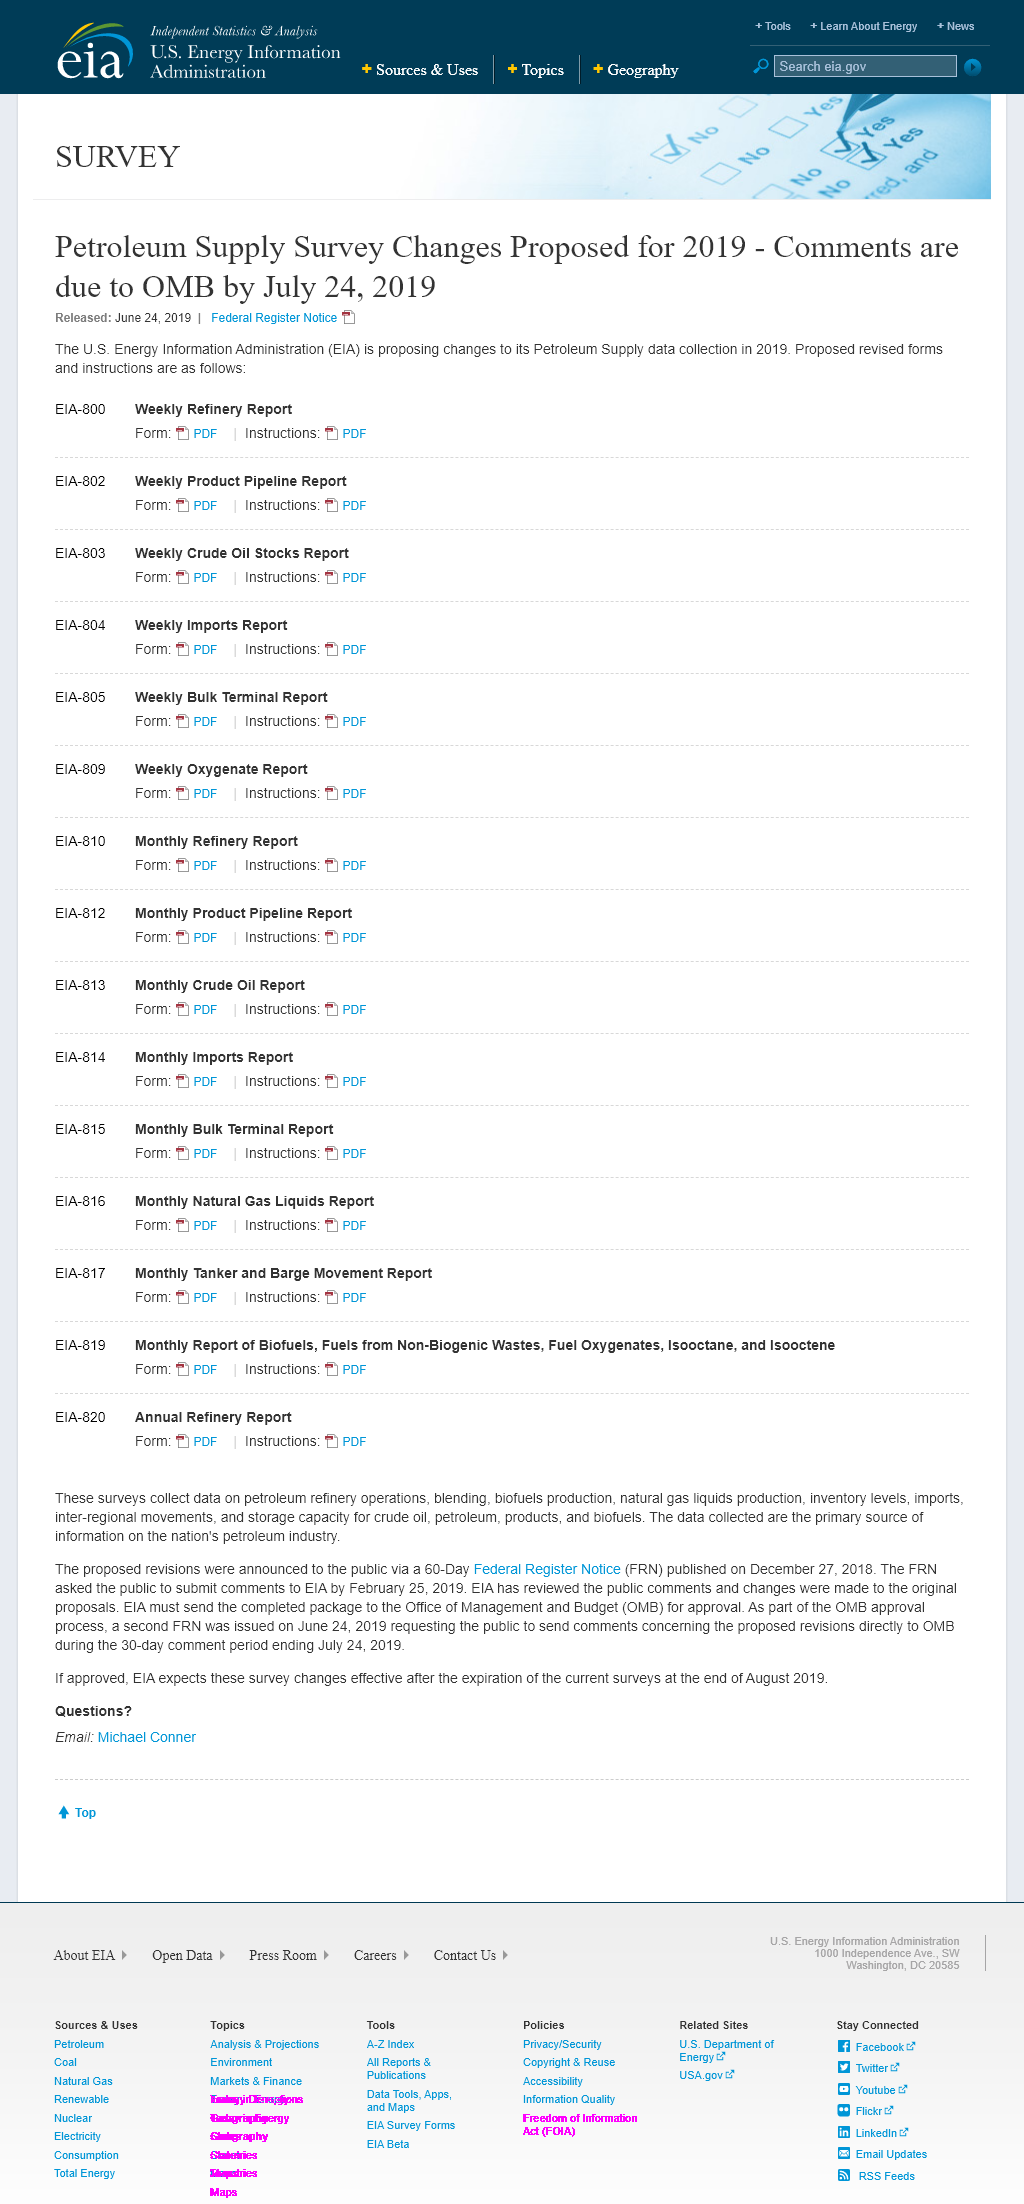 Independent Statistics & Analysis
eia U.S. Energy Information
Administration
+ Sources & Uses
+ Topics
+ Geography
+ Tools
+ Learn About Energy
+ News
Search eia.gov
SURVEY
No
Yes
No
Yes
No
Yes
No
and
Petroleum Supply Survey Changes Proposed for 2019 - Comments are
due to OMB by July 24, 2019
Released: June 24, 2019 | Federal Register Notice
The U.S. Energy Information Administration (EIA) is proposing changes to its Petroleum Supply data collection in 2019. Proposed revised forms
and instructions are as follows:
EIA-800 Weekly Refinery Report
Form: PDF | Instructions: PDF
EIA-802 Weekly Product Pipeline Report
Form: PDF | Instructions: PDF
EIA-803 Weekly Crude Oil Stocks Report
Form: PDF | Instructions: PDF
EIA-804 Weekly Imports Report
Form: PDF | Instructions: PDF
EIA-805 Weekly Bulk Terminal Report
Form: PDF | Instructions: PDF
EIA-809 Weekly Oxygenate Report
Form: PDF | Instructions: PDF
EIA-810 Monthly Refinery Report
Form: PDF | Instructions: PDF
EIA-812 Monthly Product Pipeline Report
Form: PDF | Instructions: PDF
EIA-813 Monthly Crude Oil Report
Form: PDF | Instructions: PDF
EIA-814 Monthly Imports Report
Form: PDF | Instructions: PDF
EIA-815 Monthly Bulk Terminal Report
Form: PDF | Instructions: PDF
EIA-816 Monthly Natural Gas Liquids Report
Form: PDF | Instructions: PDF
EIA-817 Monthly Tanker and Barge Movement Report
Form: PDF | Instructions: PDF
EIA-819 Monthly Report of Biofuels, Fuels from Non-Biogenic Wastes, Fuel Oxygenates, Isooctane, and Isooctene
Form: PDF | Instructions: PDF
EIA-820 Annual Refinery Report
Form: PDF | Instructions: PDF
These surveys collect data on petroleum refinery operations, blending, biofuels production, natural gas liquids production, inventory levels, imports,
inter-regional movements, and storage capacity for crude oil, petroleum, products, and biofuels. The data collected are the primary source of
information on the nation's petroleum industry.
The proposed revisions were announced to the public via a 60-Day Federal Register Notice (FRN) published on December 27, 2018. The FRN
asked the public to submit comments to EIA by February 25, 2019. EIA has reviewed the public comments and changes were made to the original
proposals. EIA must send the completed package to the Office of Management and Budget (OMB) for approval. As part of the OMB approval
process, a second FRN was issued on June 24, 2019 requesting the public to send comments concerning the proposed revisions directly to OMB
during the 30-day comment period ending July 24, 2019.
If approved, EIA expects these survey changes effective after the expiration of the current surveys at the end of August 2019.
Questions?
Email: Michael Conner
Top
About EIA
Open Data
Press Room
Careers
Contact Us
U.S. Energy Information Administration
1000 Independence Ave., SW
Washington, DC 20585
Sources & Uses
Petroleum
Coal
Natural Gas
Renewable
Nuclear
Electricity
Consumption
Total Energy
Topics
Analysis & Projections
Environment
Markets & Finance
Maps
Tools
A-Z Index
All Reports &
Publications
Data Tools, Apps,
and Maps
EIA Survey Forms
EIA Beta
Policies
Privacy/Security
Copyright & Reuse
Accessibility
Information Quality
Freedom of Information
Act (FOIA)
Related Sites
U.S. Department of
Energy
USA.gov
Stay Connected
Facebook
Twitter
Youtube
Flickr
LinkedIn
Email Updates
RSS Feeds